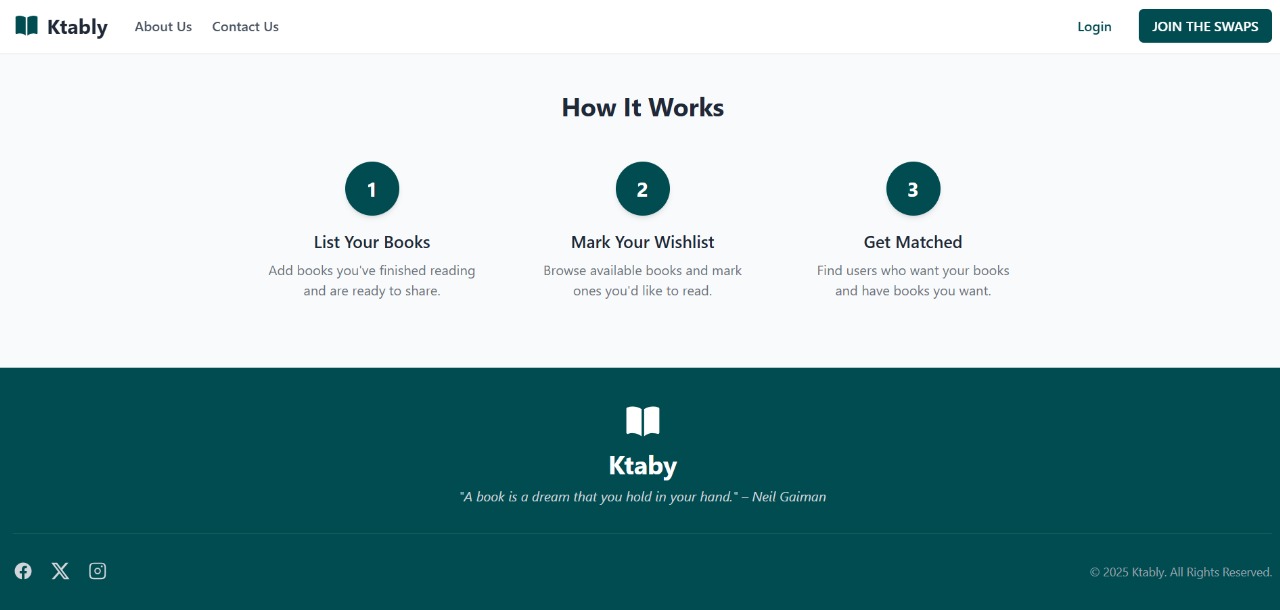 Ktably About Us Contact Us Login JOIN THE SWAPS
How It Works
1 2 3
List Your Books Mark Your Wishlist Get Matched
Add books you've finished reading Browse available books and mark Find users who want your books
and are ready to share. ones you'd like to read. and have books you want.
Ktaby
"A book is a dream that you hold in your hand." – Neil Gaiman
© 2025 Ktably. All Rights Reserved.